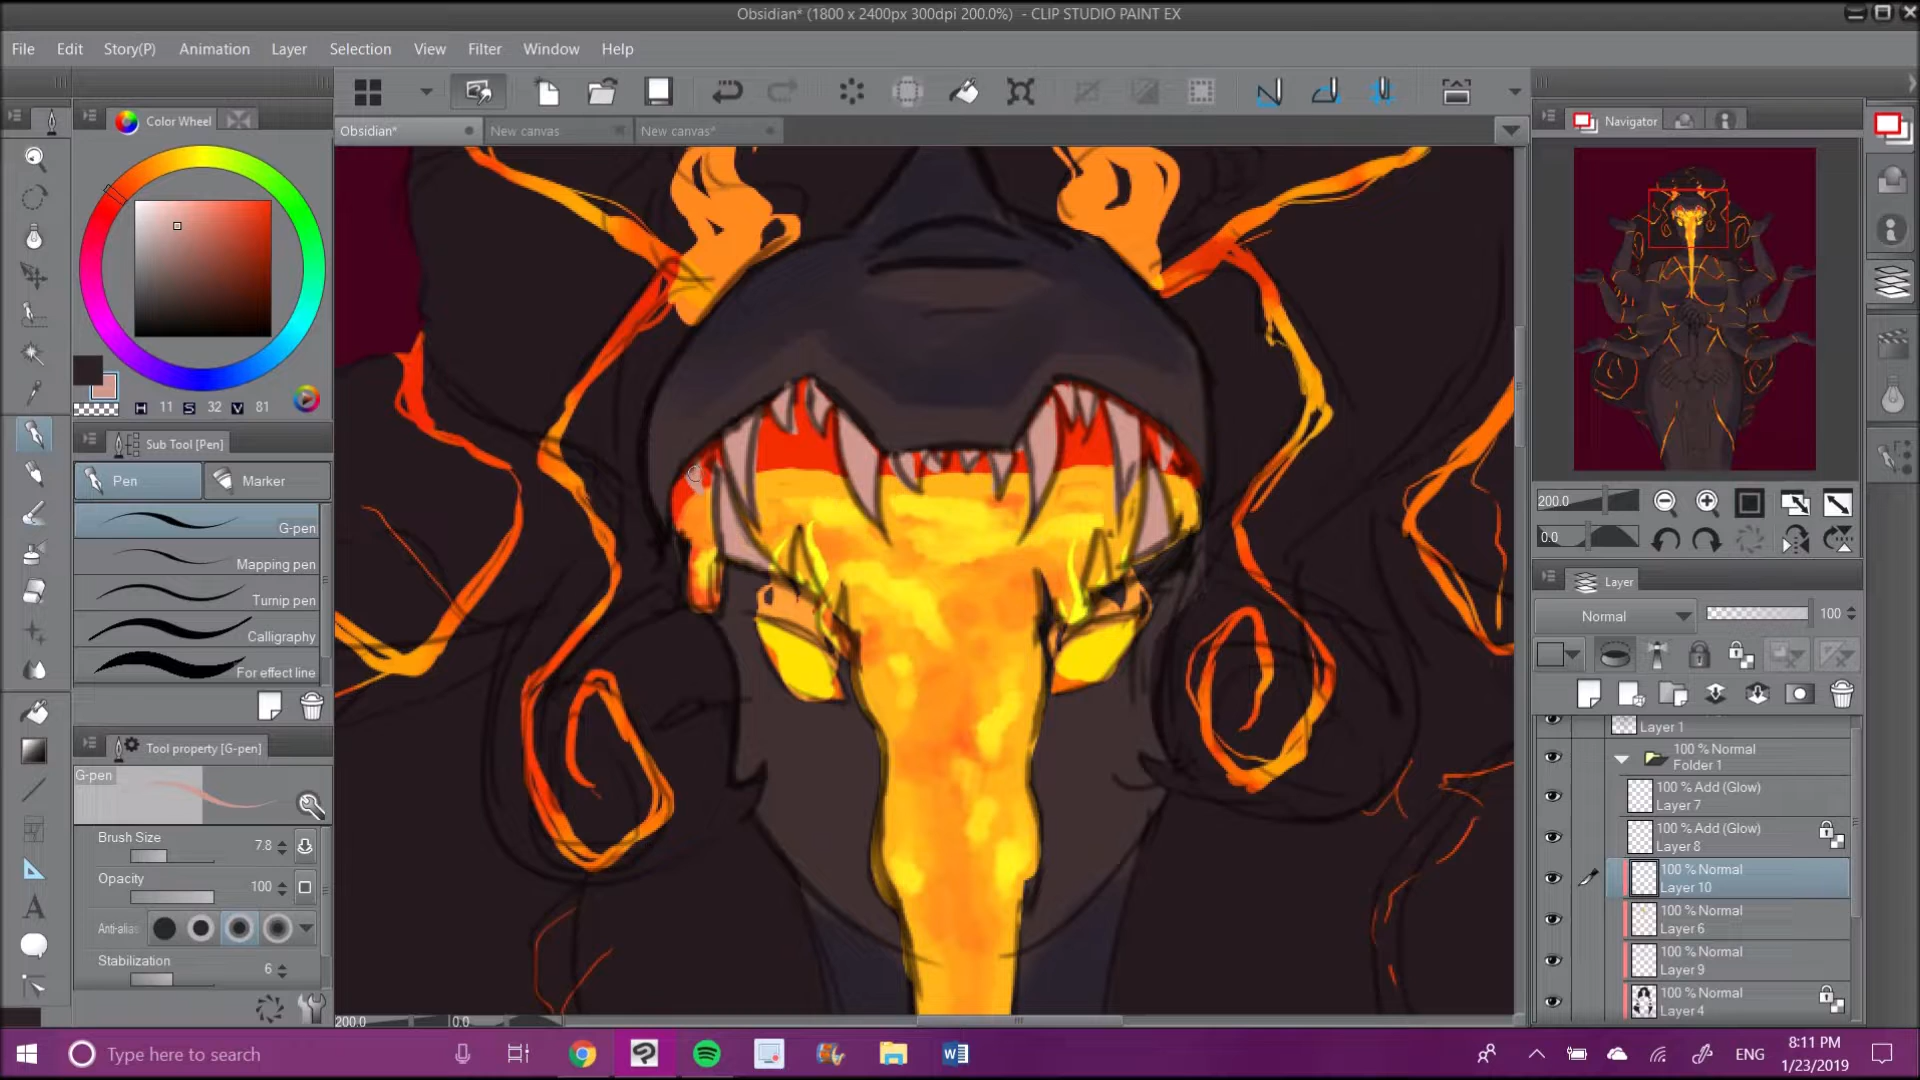 Obsidian* (1800 x 2400px 300dpi 200.0%) - CLIP STUDIO PAINT EX
File Edit Story(P) Animation Layer Selection View Filter Window Help
Color Wheel
Obsidian* New canvas New canvas*
Navigator
H 11 S 32 V 81
Sub Tool [Pen]
Pen Marker
G-pen
Mapping pen
Turnip pen
Calligraphy
For effect line
Tool property [G-pen]
G-pen
Brush Size 7.8
Opacity 100
Anti-alias
Stabilization 6
200.0 0.0
200.0
0.0
Layer
Normal 100
Layer 1
100 % Normal
Folder 1
100 % Add (Glow)
Layer 7
100 % Add (Glow)
Layer 8
100 % Normal
Layer 10
100 % Normal
Layer 6
100 % Normal
Layer 9
100 % Normal
Layer 4
Type here to search
ENG
8:11 PM
1/23/2019